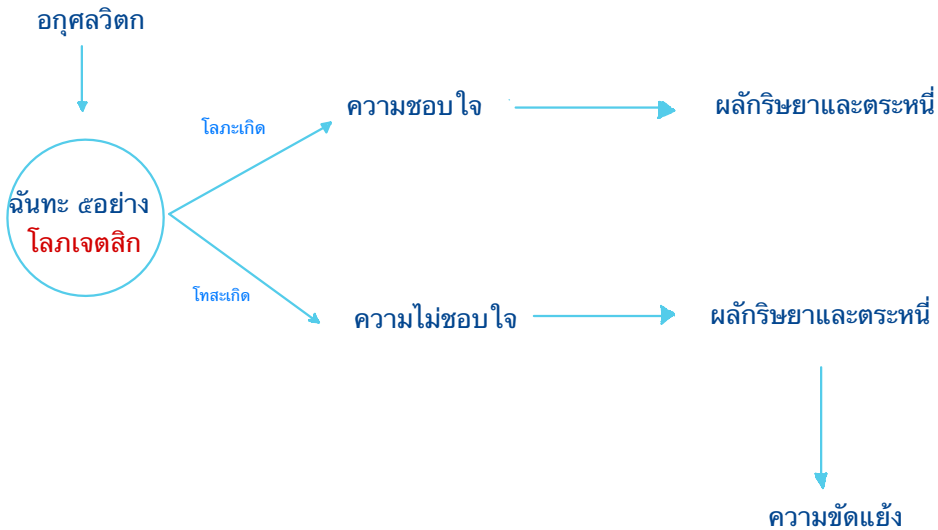 อกุศลวิตก
ความชอบใจ
ผลักริษยาและตระหนี่
โลภะเกิด
ฉันทะ ๕อย่าง
โลภเจตสิก
โทสะเกิด
ความไม่ชอบใจ
ผลักริษยาและตระหนี่
ความขัดแย้ง